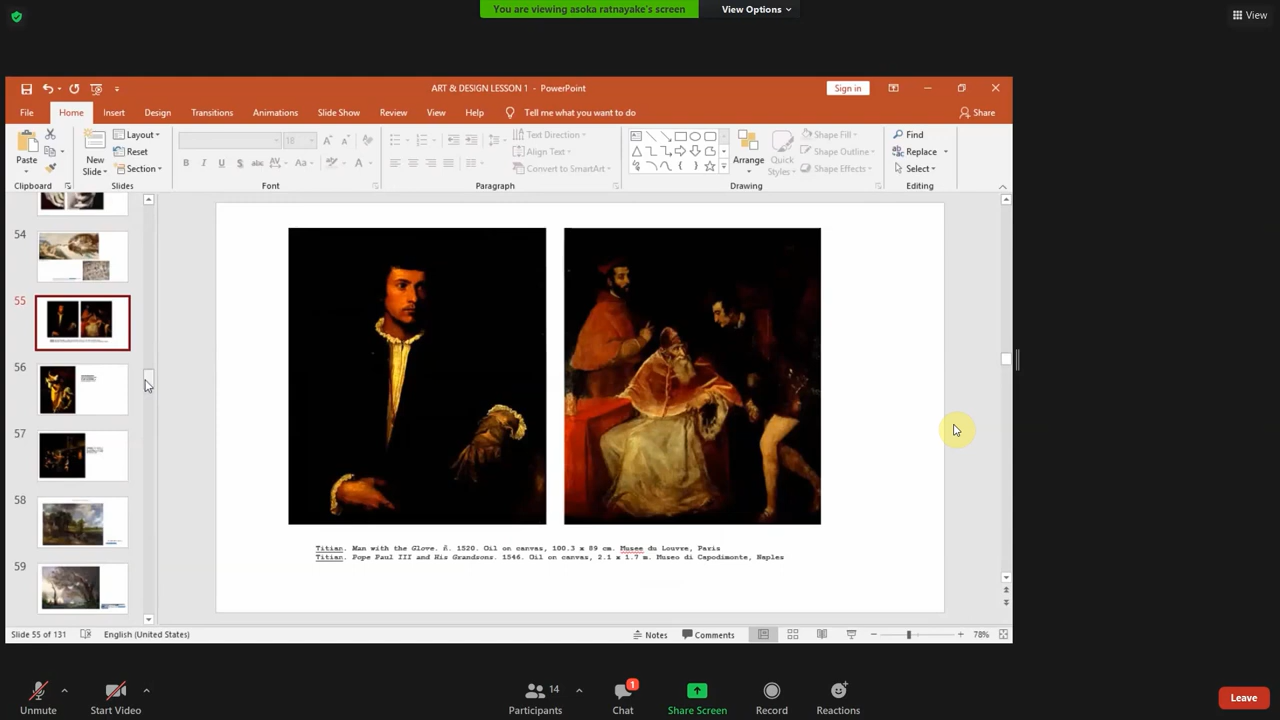 You are viewing asoka ratnayake's screen
View Options
View
ART & DESIGN LESSON 1 - PowerPoint
Sign in
File Home Insert Design Transitions Animations Slide Show Review View Help Tell me what you want to do
Share
Paste
New Slide
Layout
Reset
Section
18
B I U S abc AV Aa A
Text Direction
Align Text
Convert to SmartArt
Arrange
Quick Styles
Shape Fill
Shape Outline
Shape Effects
Find
Replace
Select
Clipboard Slides Font Paragraph Drawing Editing
54
55
56
57
58
59
Titian. Man with the Glove. ñ. 1520. Oil on canvas, 100.3 x 89 cm. Musee du Louvre, Paris
Titian. Pope Paul III and His Grandsons. 1546. Oil on canvas, 2.1 x 1.7 m. Museo di Capodimonte, Naples
Slide 55 of 131 English (United States) Notes Comments 78%
14
1
Unmute Start Video Participants Chat Share Screen Record Reactions Leave